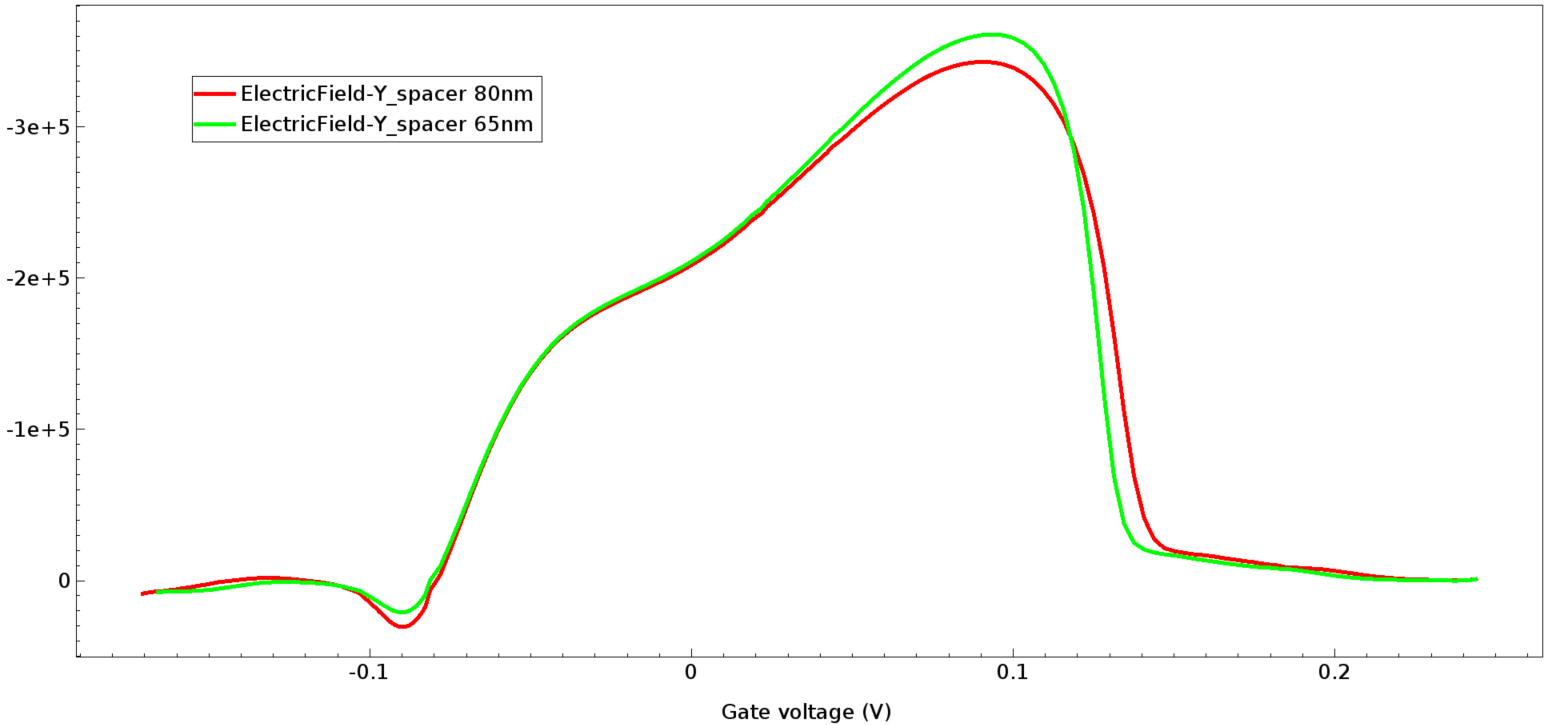 ElectricField-Y_spacer 80nm
ElectricField-Y_spacer 65nm
-3e+5
-2e+5
-1e+5
0
-0.1
0
0.1
0.2
Gate voltage (V)